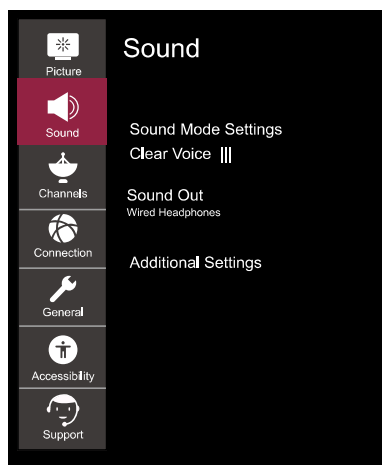 Picture
Sound
Channels
Connection
General
Accessibility
Support
Sound
Sound Mode Settings
Clear Voice |||
Sound Out
Wired Headphones
Additional Settings